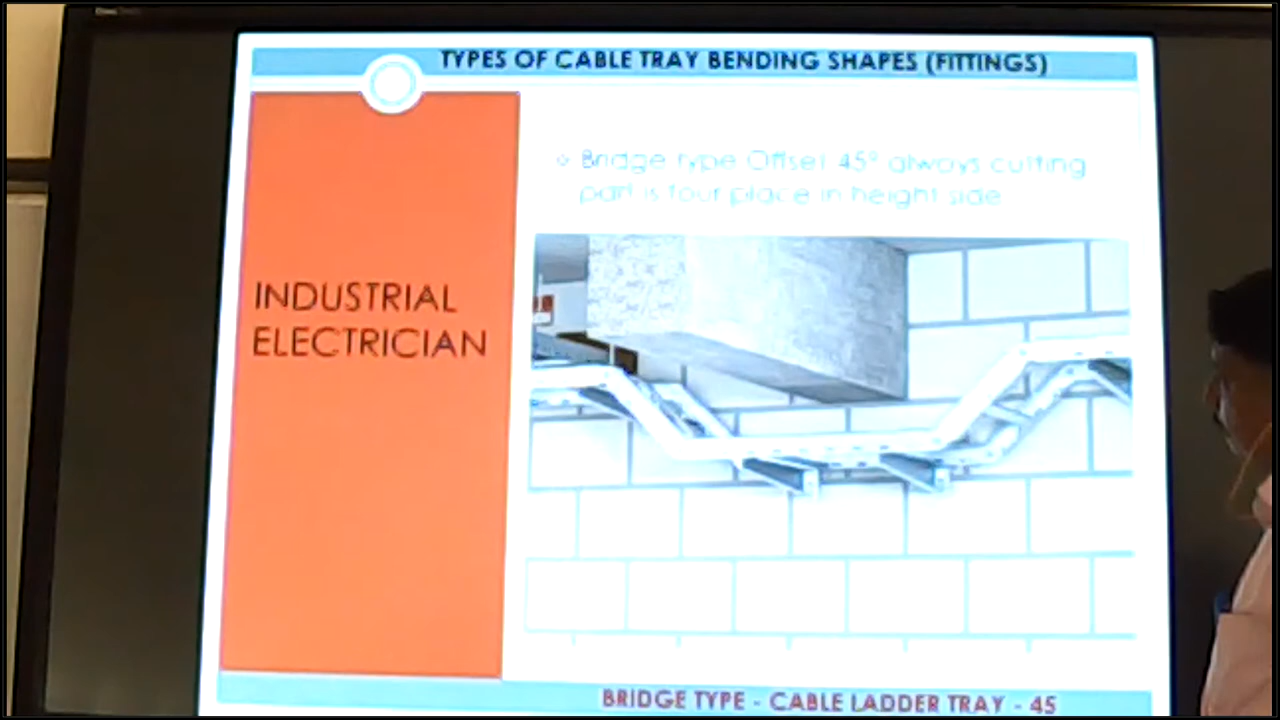 TYPES OF CABLE TRAY BENDING SHAPES (FITTINGS)
Bridge type Offset 45° always cutting
part is four place in height side
INDUSTRIAL
ELECTRICIAN
BRIDGE TYPE - CABLE LADDER TRAY - 45